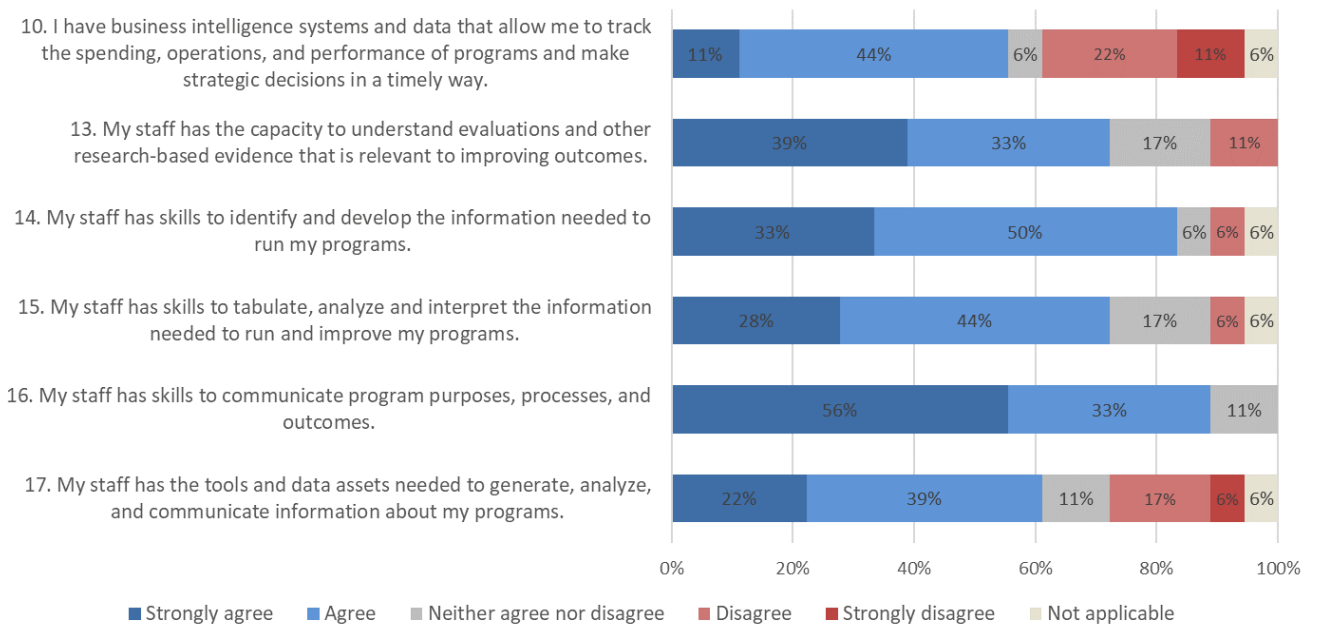 10. I have business intelligence systems and data that allow me to track
the spending, operations, and performance of programs and make
strategic decisions in a timely way.
11% 44% 6% 22% 11% 6%
13. My staff has the capacity to understand evaluations and other
research-based evidence that is relevant to improving outcomes.
39% 33% 17% 11%
14. My staff has skills to identify and develop the information needed to
run my programs.
33% 50% 6% 6% 6%
15. My staff has skills to tabulate, analyze and interpret the information
needed to run and improve my programs.
28% 44% 17% 6% 6%
16. My staff has skills to communicate program purposes, processes, and
outcomes.
56% 33% 11%
17. My staff has the tools and data assets needed to generate, analyze,
and communicate information about my programs.
22% 39% 11% 17% 6% 6%
0% 20% 40% 60% 80% 100%
Strongly agree Agree Neither agree nor disagree Disagree Strongly disagree Not applicable